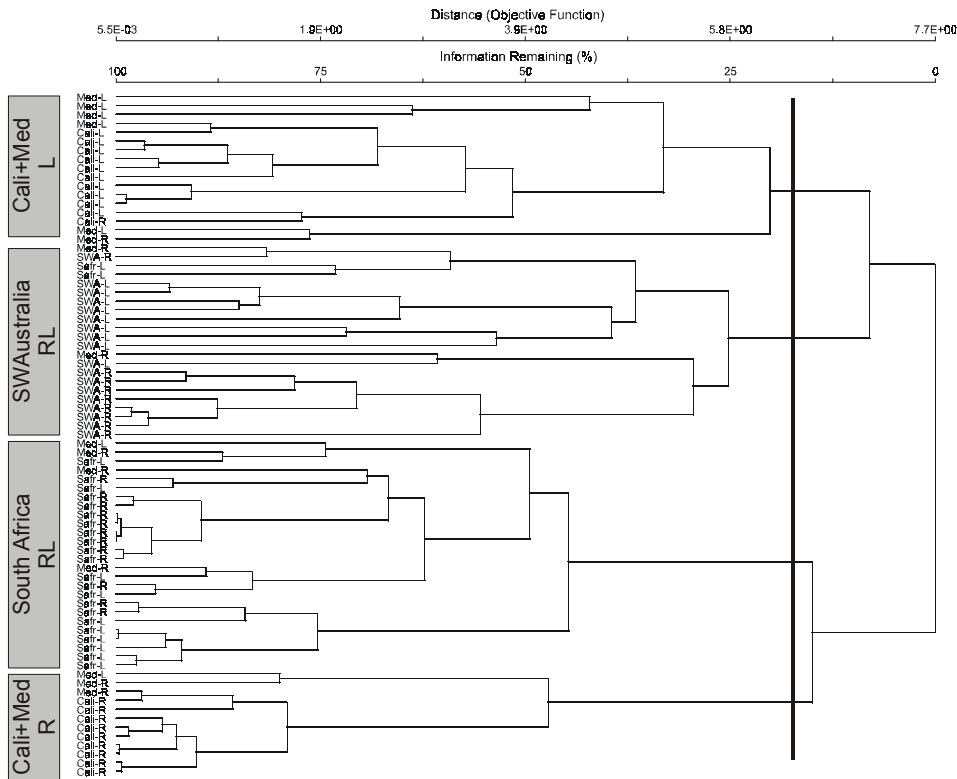 Distance (Objective Function)
5.5E-03 1.9E+00 3.9E+00 5.8E+00 7.7E+00
Information Remaining (%)
100 75 50 25 0
Cali+Med
L
Med-L
Med-L
Med-L
Med-L
Cali-L
Cali-L
Cali-L
Cali-L
Cali-L
Cali-L
Cali-L
Cali-L
Cali-L
Cali-L
Cali-R
Med-L
Med-R
SWAustralia
RL
Med-R
SWA-R
Safr-L
Safr-L
SWA-L
SWA-L
SWA-L
SWA-L
SWA-L
SWA-L
SWA-L
SWA-L
Med-R
SWA-L
SWA-R
SWA-R
SWA-R
SWA-R
SWA-R
SWA-R
SWA-R
SWA-R
South Africa
RL
Med-L
Med-R
Safr-L
Med-R
Safr-R
Safr-L
Safr-R
Safr-R
Safr-R
Safr-R
Safr-R
Safr-R
Safr-R
Safr-R
Med-R
Safr-L
Safr-R
Safr-L
Safr-R
Safr-R
Safr-L
Safr-L
Safr-L
Safr-L
Safr-L
Safr-L
Cali+Med
R
Med-L
Med-R
Med-R
Cali-R
Cali-R
Cali-R
Cali-R
Cali-R
Cali-R
Cali-R
Cali-R
Cali-R